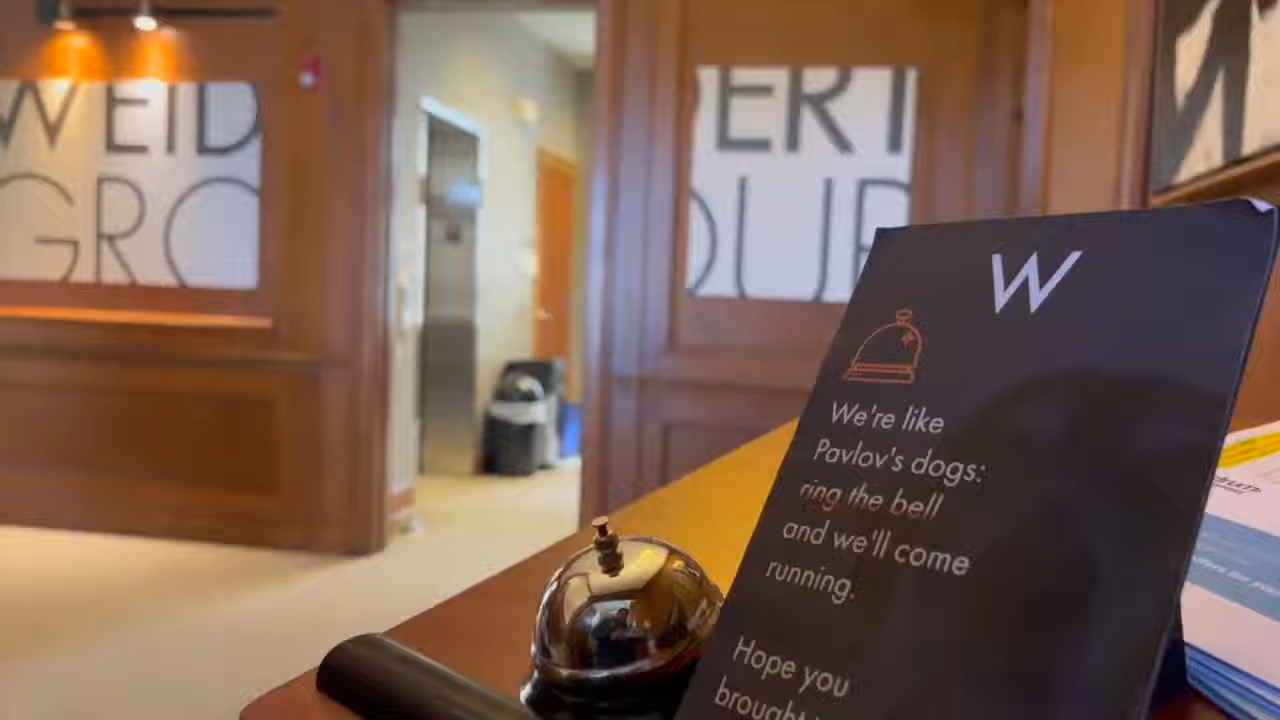 WEID
GRO
ERT
OUP
W
We're like
Pavlov's dogs:
ring the bell
and we'll come
running.
Hope you
brought